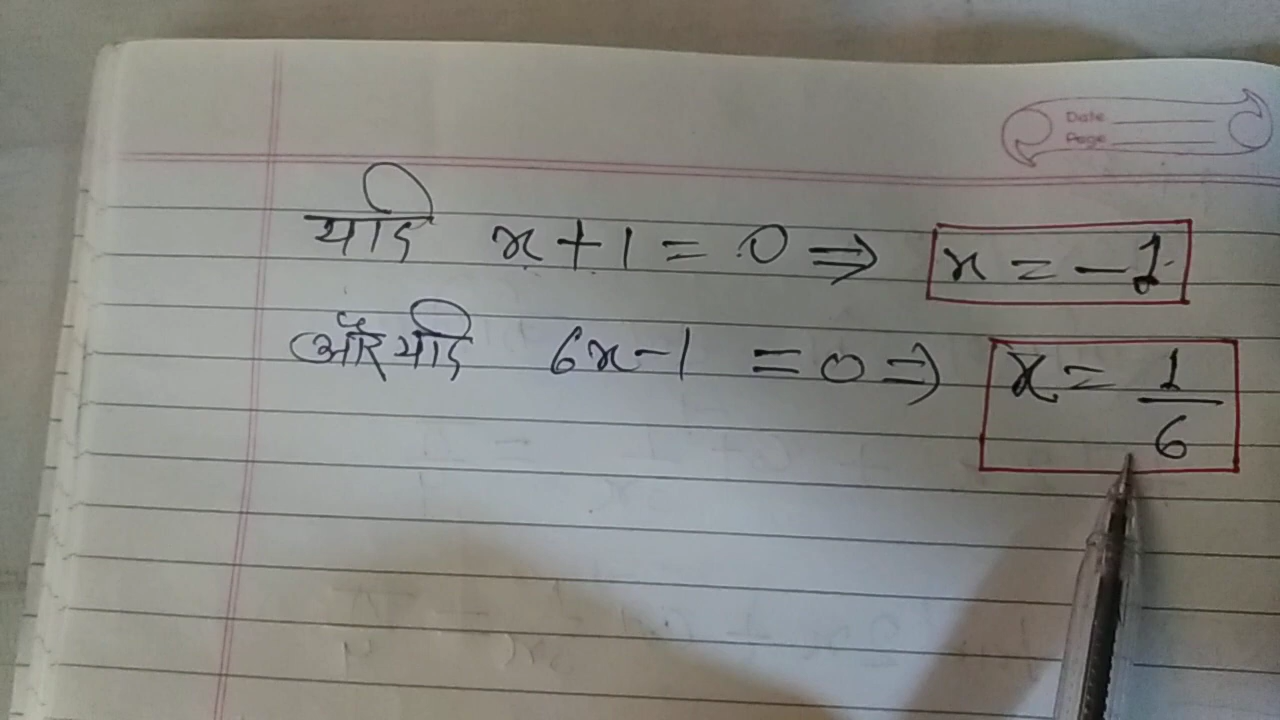 Date
Page
यदि x + 1 = 0 ⇒ x = -1
और यदि 6x - 1 = 0 ⇒ x = 1/6